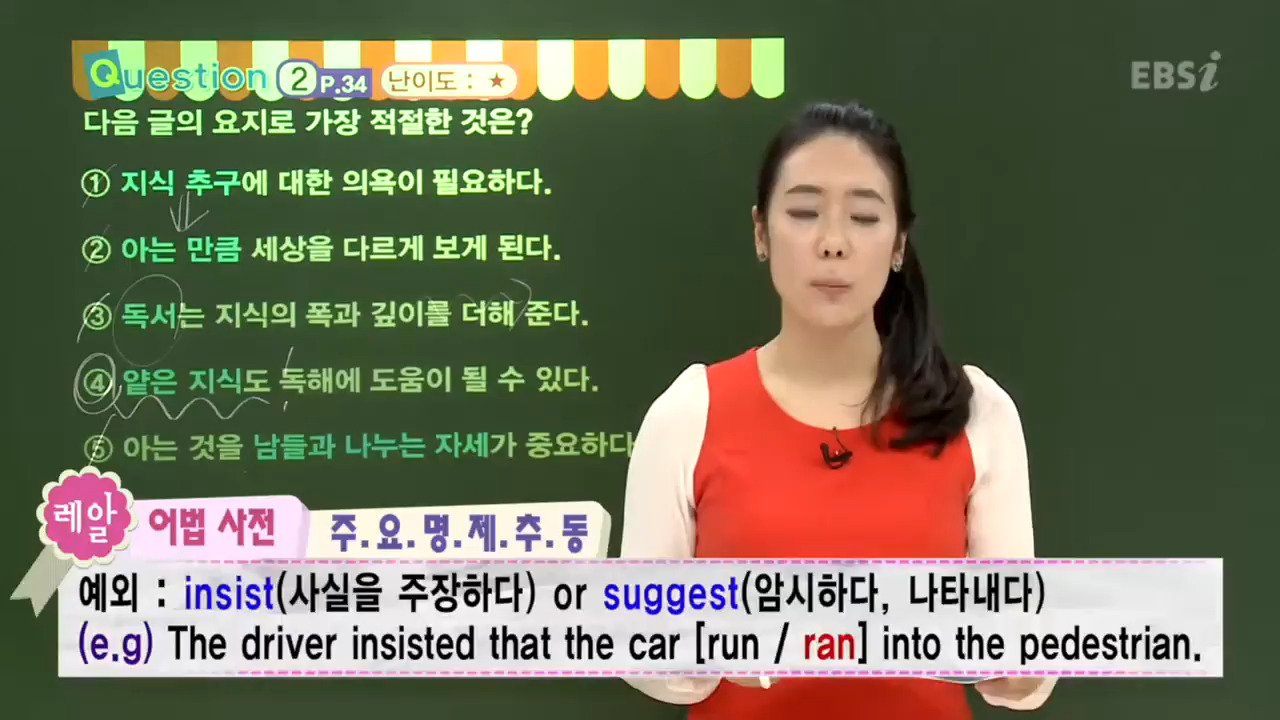 Question 2 P.34 난이도 : ★
EBSi
다음 글의 요지로 가장 적절한 것은?
① 지식 추구에 대한 의욕이 필요하다.
② 아는 만큼 세상을 다르게 보게 된다.
③ 독서는 지식의 폭과 깊이를 더해 준다.
④ 얕은 지식도 독해에 도움이 될 수 있다.
⑤ 아는 것을 남들과 나누는 자세가 중요하다
레알 어법 사전 주.요.명.제.추.동
예외 : insist(사실을 주장하다) or suggest(암시하다, 나타내다)
(e.g) The driver insisted that the car [run / ran] into the pedestrian.